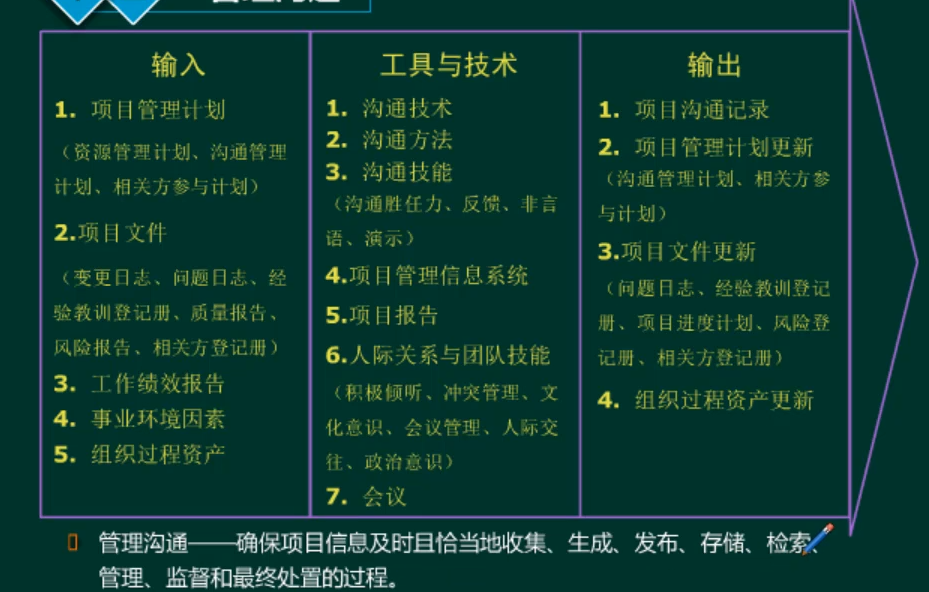 管理沟通
输入
1. 项目管理计划
（资源管理计划、沟通管理
计划、相关方参与计划）
2.项目文件
（变更日志、问题日志、经
验教训登记册、质量报告、
风险报告、相关方登记册）
3. 工作绩效报告
4. 事业环境因素
5. 组织过程资产
工具与技术
1. 沟通技术
2. 沟通方法
3. 沟通技能
（沟通胜任力、反馈、非言
语、演示）
4.项目管理信息系统
5.项目报告
6.人际关系与团队技能
（积极倾听、冲突管理、文
化意识、会议管理、人际交
往、政治意识）
7. 会议
输出
1. 项目沟通记录
2. 项目管理计划更新
（沟通管理计划、相关方参
与计划）
3.项目文件更新
（问题日志、经验教训登记
册、项目进度计划、风险登
记册、相关方登记册）
4. 组织过程资产更新
管理沟通——确保项目信息及时且恰当地收集、生成、发布、存储、检索、
管理、监督和最终处置的过程。